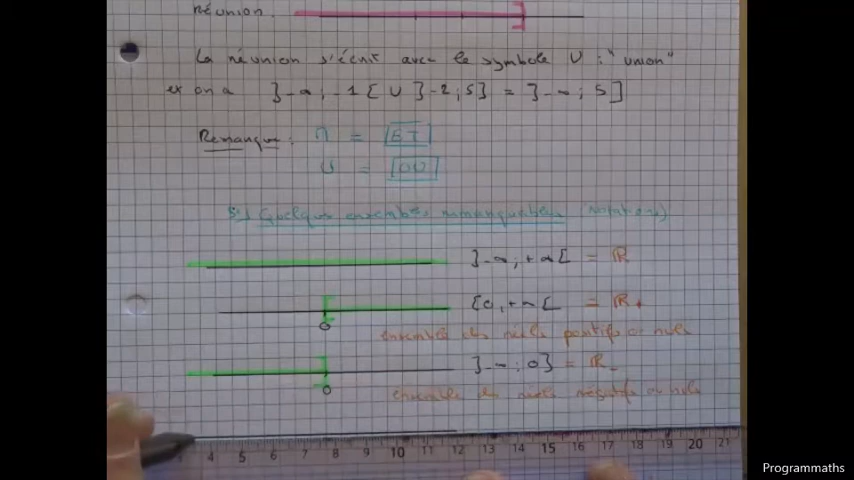 Réunion.
La réunion s'écrit avec le symbole U : "union"
ex on a ]-∞ ; -1[ U ]-2 ; 5] = ]-∞ ; 5]
Remarque : ∩ = ET
U = OU
5) Quelques ensembles remarquables (Notations)
]-∞ ; +∞[ = ℝ
0 [0, +∞[ = ℝ+
ensemble des réels positifs ou nuls
0 ]-∞ ; 0] = ℝ-
ensemble des réels négatifs ou nuls
4 5 6 7 8 9 10 11 12 13 14 15 16 17 18 19 20 21
Programmaths